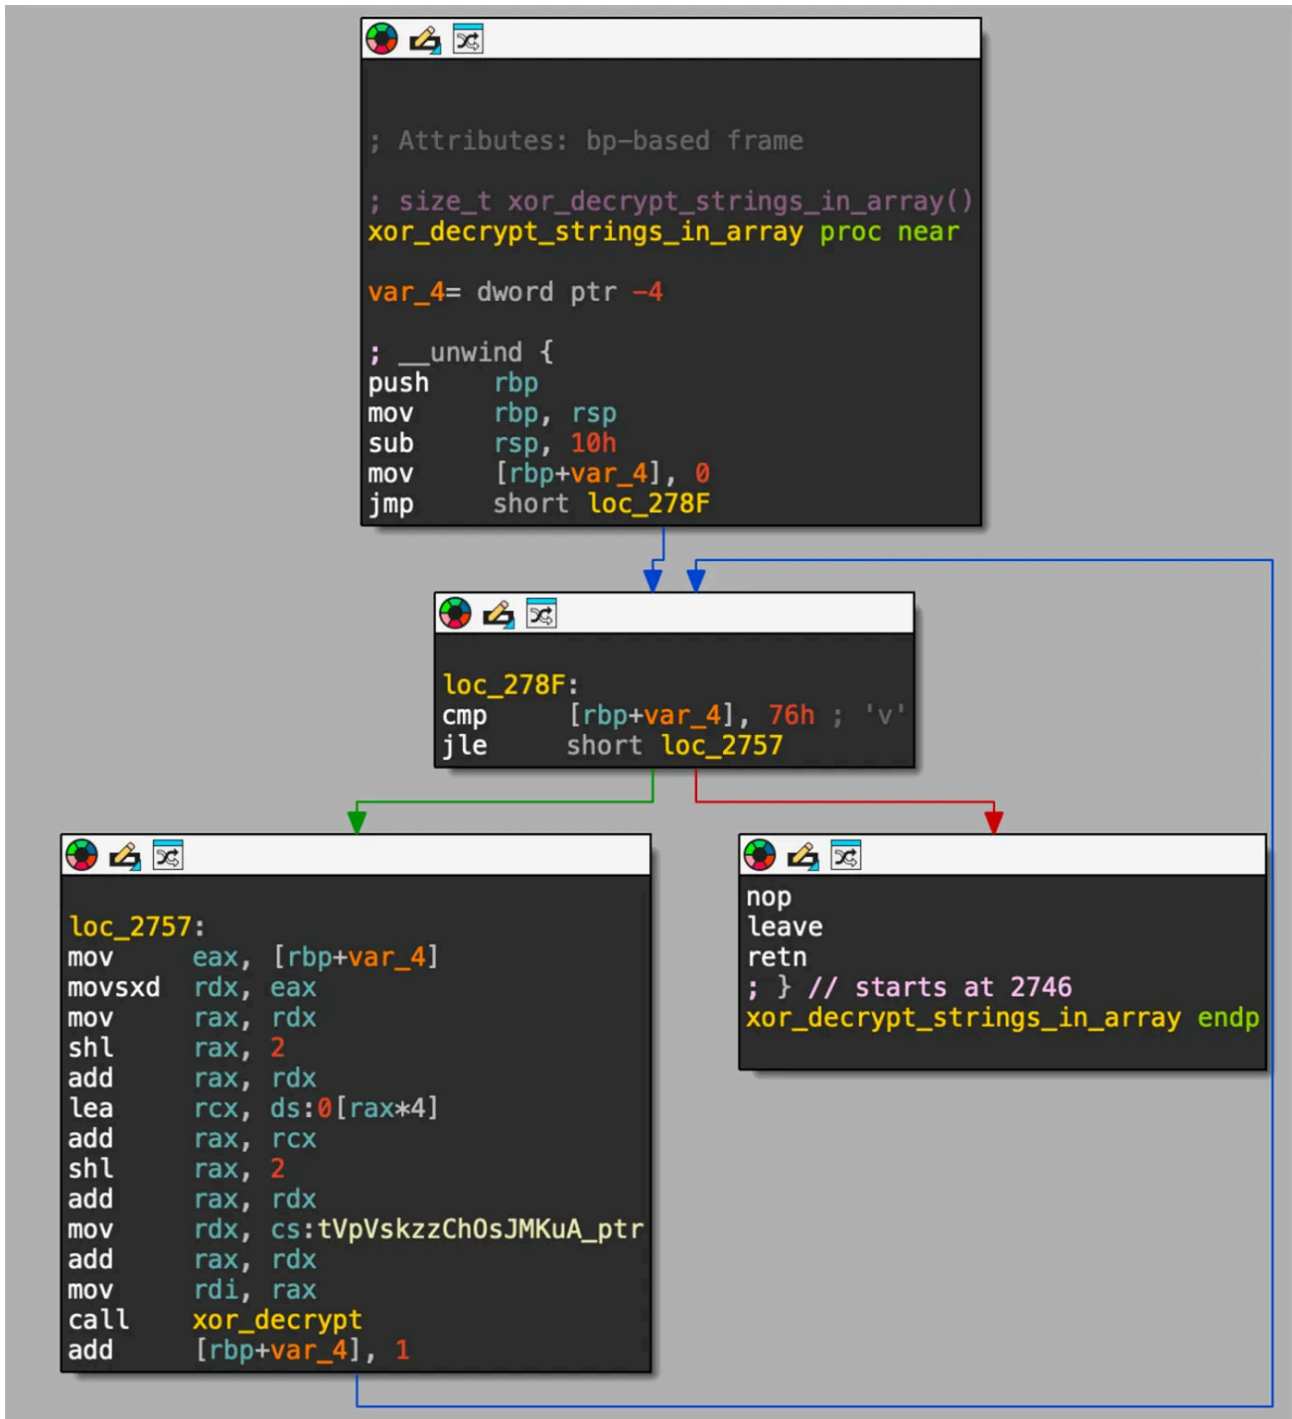 ; Attributes: bp-based frame
; size_t xor_decrypt_strings_in_array()
xor_decrypt_strings_in_array proc near
var_4= dword ptr -4
; __unwind {
push rbp
mov rbp, rsp
sub rsp, 10h
mov [rbp+var_4], 0
jmp short loc_278F
loc_278F:
cmp [rbp+var_4], 76h ; 'v'
jle short loc_2757
loc_2757:
mov eax, [rbp+var_4]
movsxd rdx, eax
mov rax, rdx
shl rax, 2
add rax, rdx
lea rcx, ds:0[rax*4]
add rax, rcx
shl rax, 2
add rax, rdx
mov rdx, cs:tVpVskzzChOsJMKuA_ptr
add rax, rdx
mov rdi, rax
call xor_decrypt
add [rbp+var_4], 1
nop
leave
retn
; } // starts at 2746
xor_decrypt_strings_in_array endp